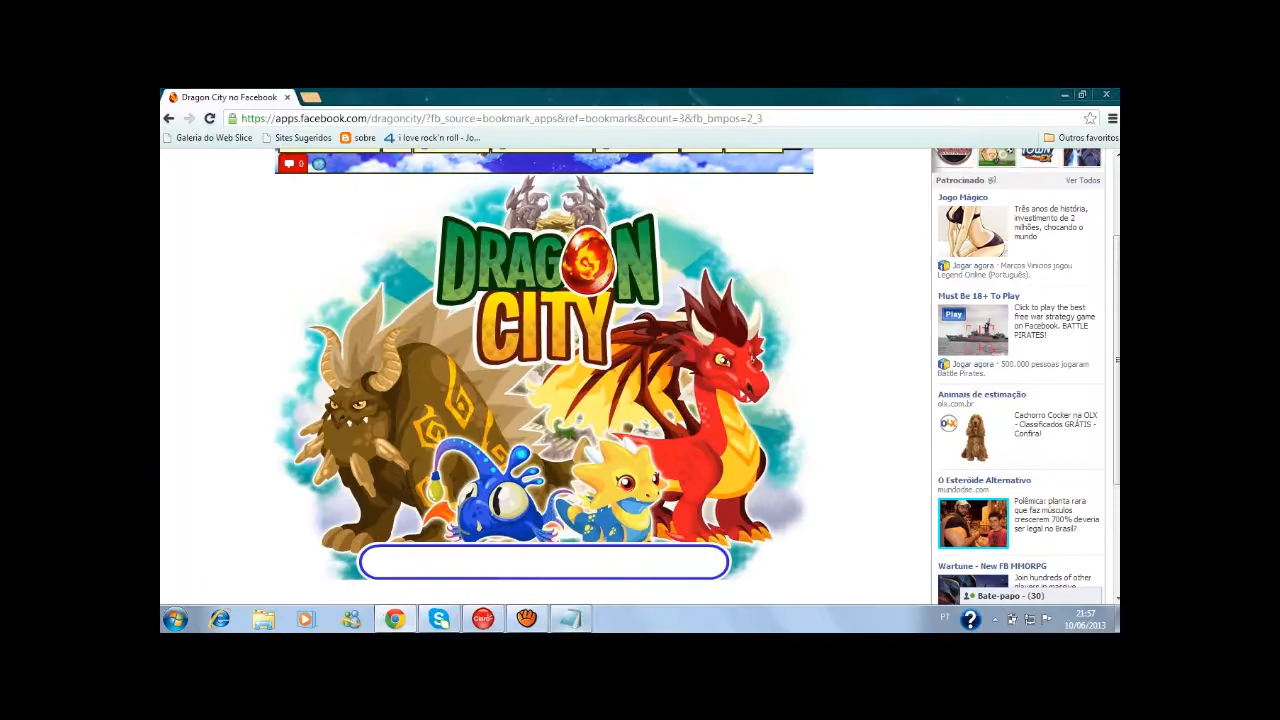 Dragon City no Facebook
https://apps.facebook.com/dragoncity/?fb_source=bookmark_apps&ref=bookmarks&count=3&fb_bmpos=2_3
Galeria do Web Slice
Sites Sugeridos
sobre
i love rock'n roll - Jo...
Outros favoritos
0
DRAGON
CITY
Patrocinado
Ver Todos
Jogo Mágico
Três anos de história,
investimento de 2
milhões, chocando o
mundo
Jogar agora · Marcos Vinicios jogou
Legend Online (Português).
Must Be 18+ To Play
Play
Click to play the best
free war strategy game
on Facebook. BATTLE
PIRATES!
Jogar agora · 500.000 pessoas jogaram
Battle Pirates.
Animais de estimação
olx.com.br
OLX
Cachorro Cocker na OLX
- Classificados GRÁTIS -
Confira!
O Esteróide Alternativo
mundodse.com
Polêmica: planta rara
que faz músculos
crescerem 700% deveria
ser legal no Brasil?
Wartune - New FB MMORPG
Join hundreds of other
Bate-papo - (30)
Claro
PT
21:57
10/06/2013